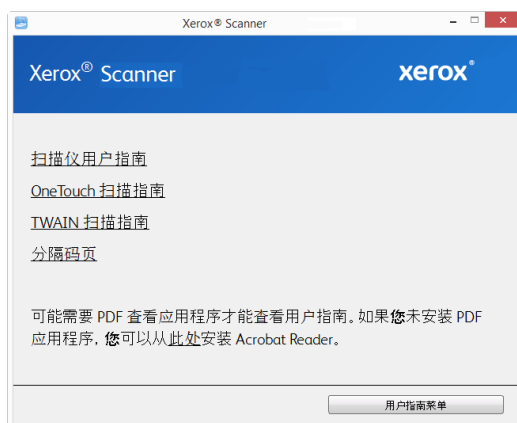 Xerox® Scanner
Xerox® Scanner
xerox®
扫描仪用户指南
OneTouch 扫描指南
TWAIN 扫描指南
分隔码页
可能需要 PDF 查看应用程序才能查看用户指南。如果您未安装 PDF
应用程序，您可以从此处安装 Acrobat Reader。
用户指南菜单